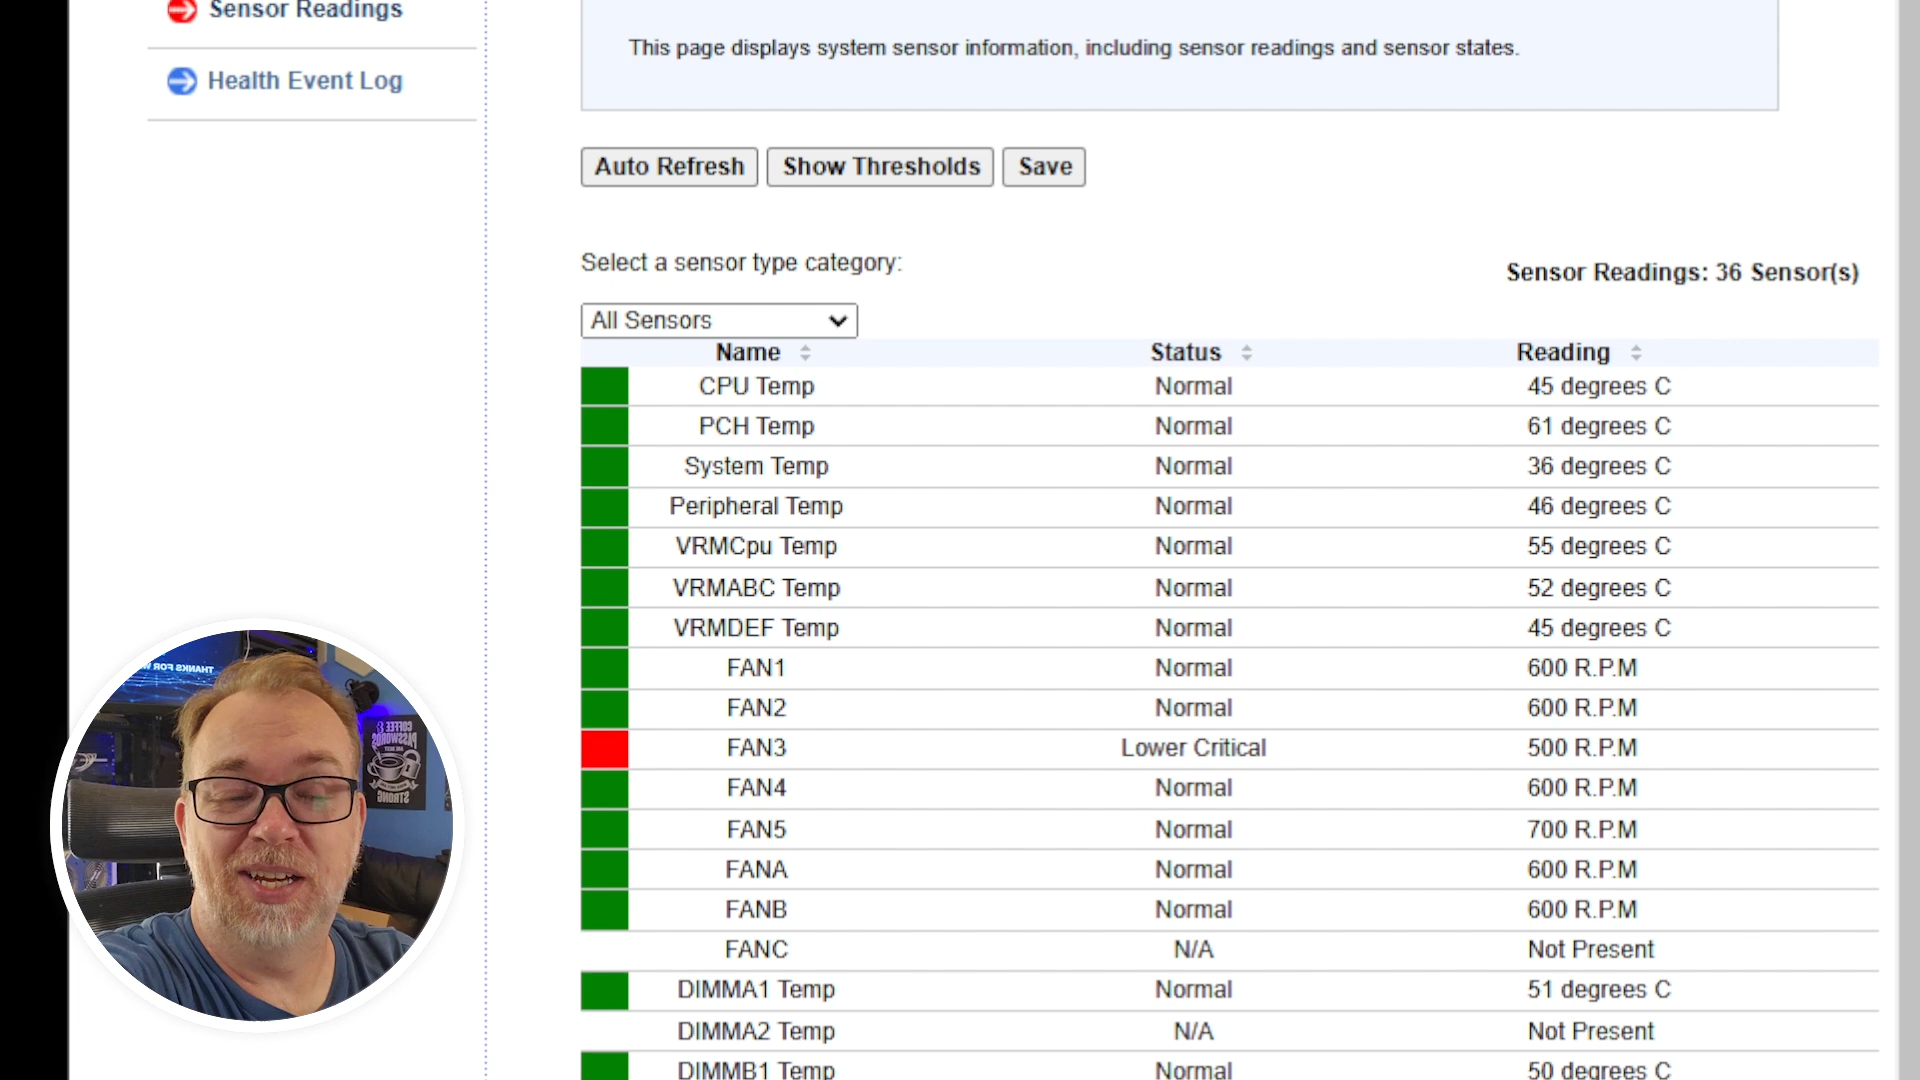 Sensor Readings
Health Event Log
This page displays system sensor information, including sensor readings and sensor states.
Auto Refresh Show Thresholds Save
Select a sensor type category:
Sensor Readings: 36 Sensor(s)
All Sensors
Name Status Reading
CPU Temp Normal 45 degrees C
PCH Temp Normal 61 degrees C
System Temp Normal 36 degrees C
Peripheral Temp Normal 46 degrees C
VRMCpu Temp Normal 55 degrees C
VRMABC Temp Normal 52 degrees C
VRMDEF Temp Normal 45 degrees C
FAN1 Normal 600 R.P.M
FAN2 Normal 600 R.P.M
FAN3 Lower Critical 500 R.P.M
FAN4 Normal 600 R.P.M
FAN5 Normal 700 R.P.M
FANA Normal 600 R.P.M
FANB Normal 600 R.P.M
FANC N/A Not Present
DIMMA1 Temp Normal 51 degrees C
DIMMA2 Temp N/A Not Present
DIMMB1 Temp Normal 50 degrees C
THANKS FOR
COFFEE &
PASSWORDS
STRONG